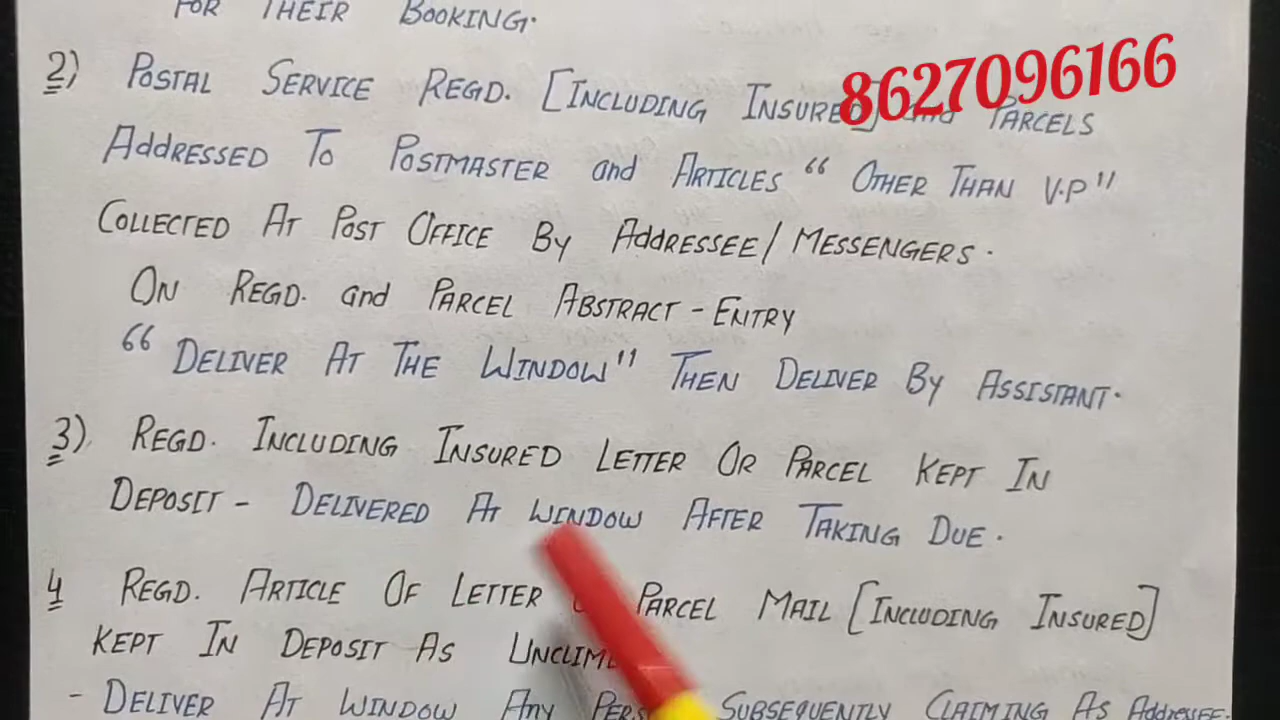 FOR THEIR BOOKING.
8627096166
2) POSTAL SERVICE REGD. [INCLUDING INSURED] and PARCELS
ADDRESSED TO POSTMASTER and ARTICLES "OTHER THAN V.P"
COLLECTED AT POST OFFICE BY ADDRESSEE/MESSENGERS.
ON REGD. and PARCEL ABSTRACT - ENTRY
"DELIVER AT THE WINDOW" THEN DELIVER BY ASSISTANT.
3) REGD. INCLUDING INSURED LETTER OR PARCEL KEPT IN
DEPOSIT - DELIVERED AT WINDOW AFTER TAKING DUE.
4 REGD. ARTICLE OF LETTER PARCEL MAIL [INCLUDING INSURED]
KEPT IN DEPOSIT AS
- DELIVER AT WINDOW ANY SUBSEQUENTLY CLAIMING AS ADDRESSEE.